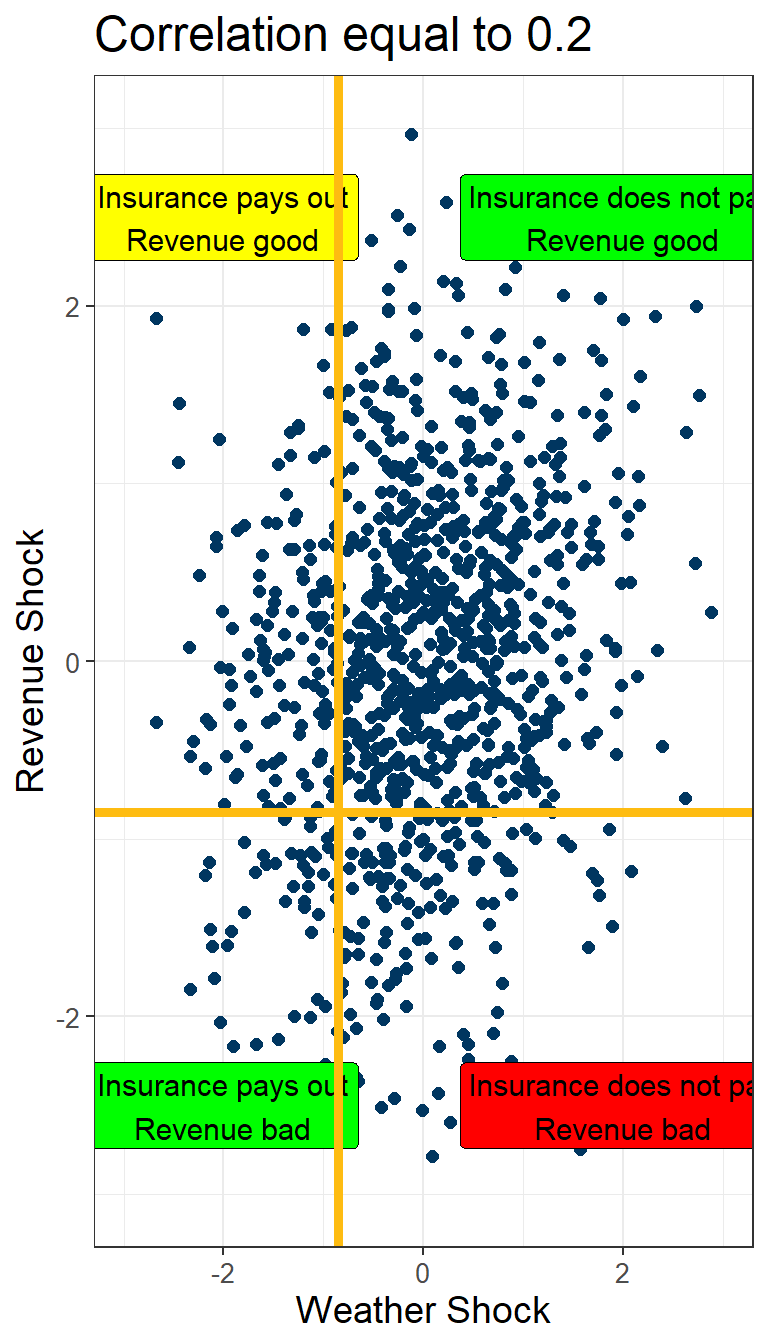 Correlation equal to 0.2
Insurance pays out
Revenue good
Insurance does not pa
Revenue good
2
0
-2
Revenue Shock
Insurance pays out
Revenue bad
Insurance does not pa
Revenue bad
-2
0
2
Weather Shock